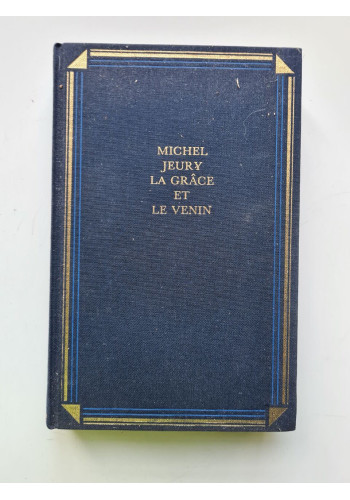 MICHEL
JEURY
LA GRÂCE
ET
LE VENIN